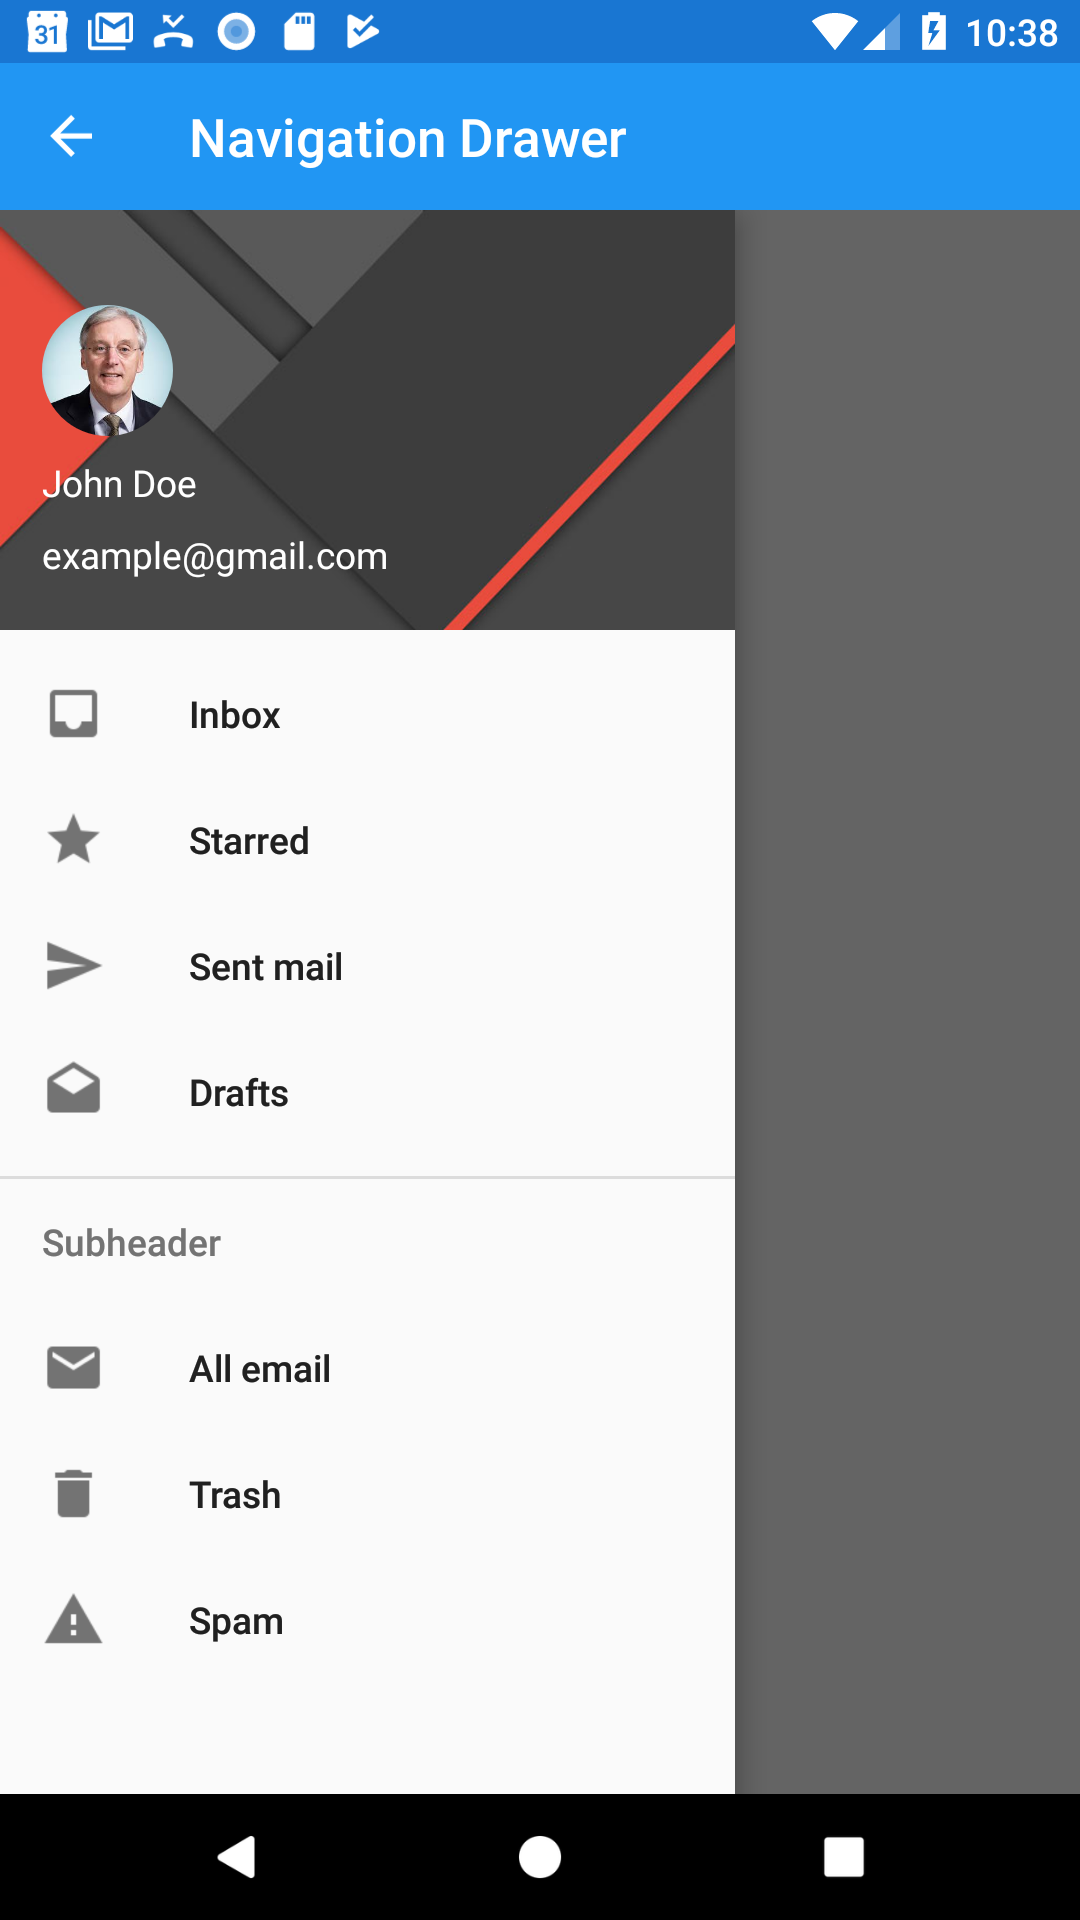 31 10:38
Navigation Drawer
John Doe
example@gmail.com
Inbox
Starred
Sent mail
Drafts
Subheader
All email
Trash
Spam